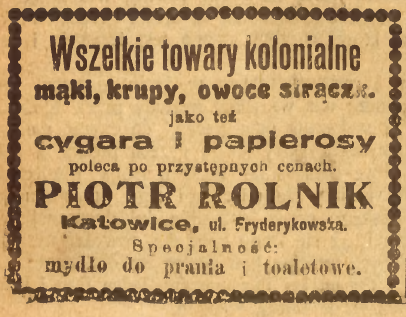 Wszelkie towary kolonialne
mąki, krupy, owoce strączk.
jako też
cygara i papierosy
poleca po przystępnych cenach.
PIOTR ROLNIK
Katowice, ul. Fryderykowska.
Specjalność:
mydło do prania i toaletowe.